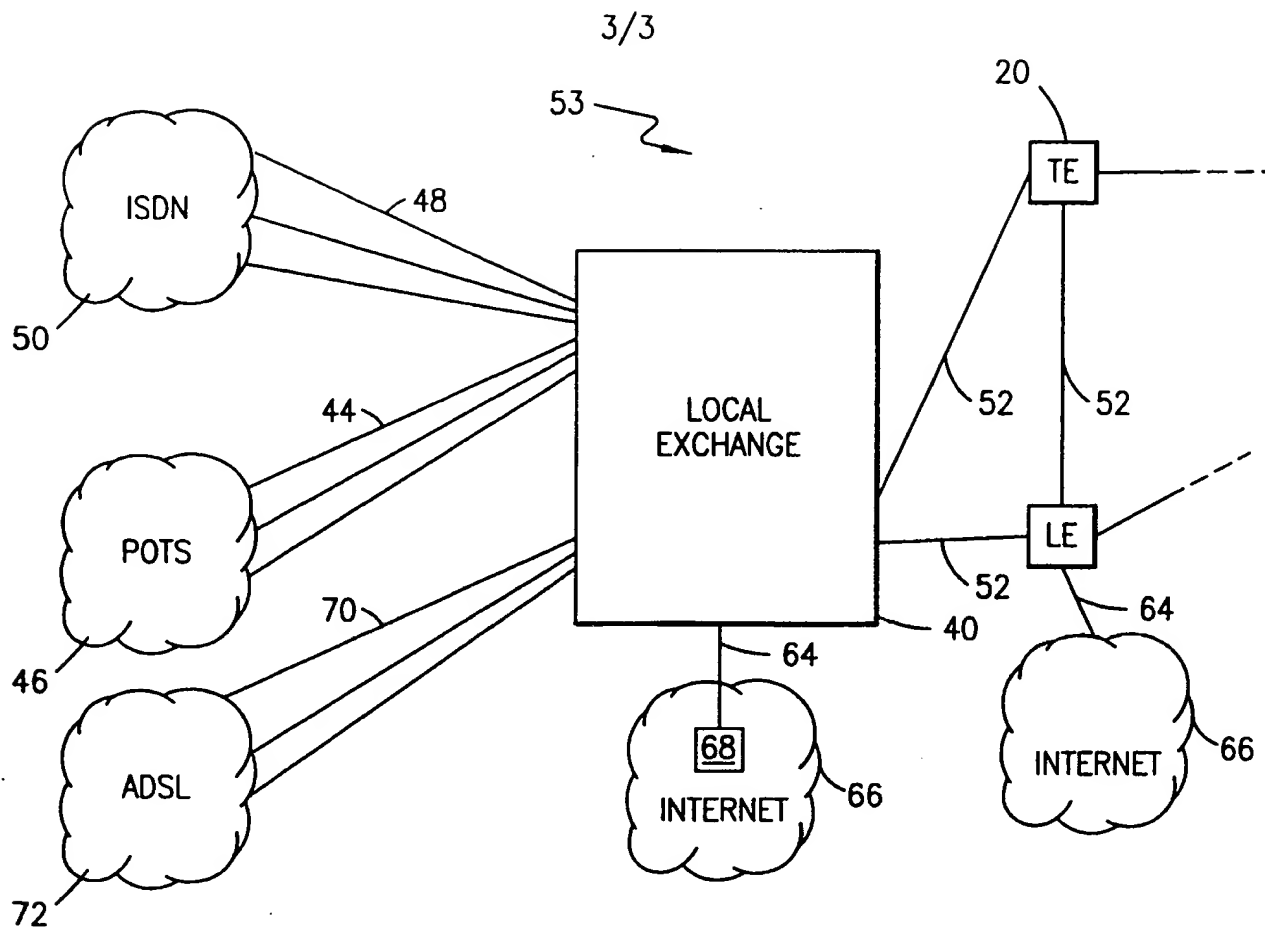 3/3
20
53
TE
ISDN
48
50
52
52
44
LOCAL
EXCHANGE
LE
POTS
52
70
64
40
64
46
68
66
INTERNET
66
ADSL
INTERNET
72